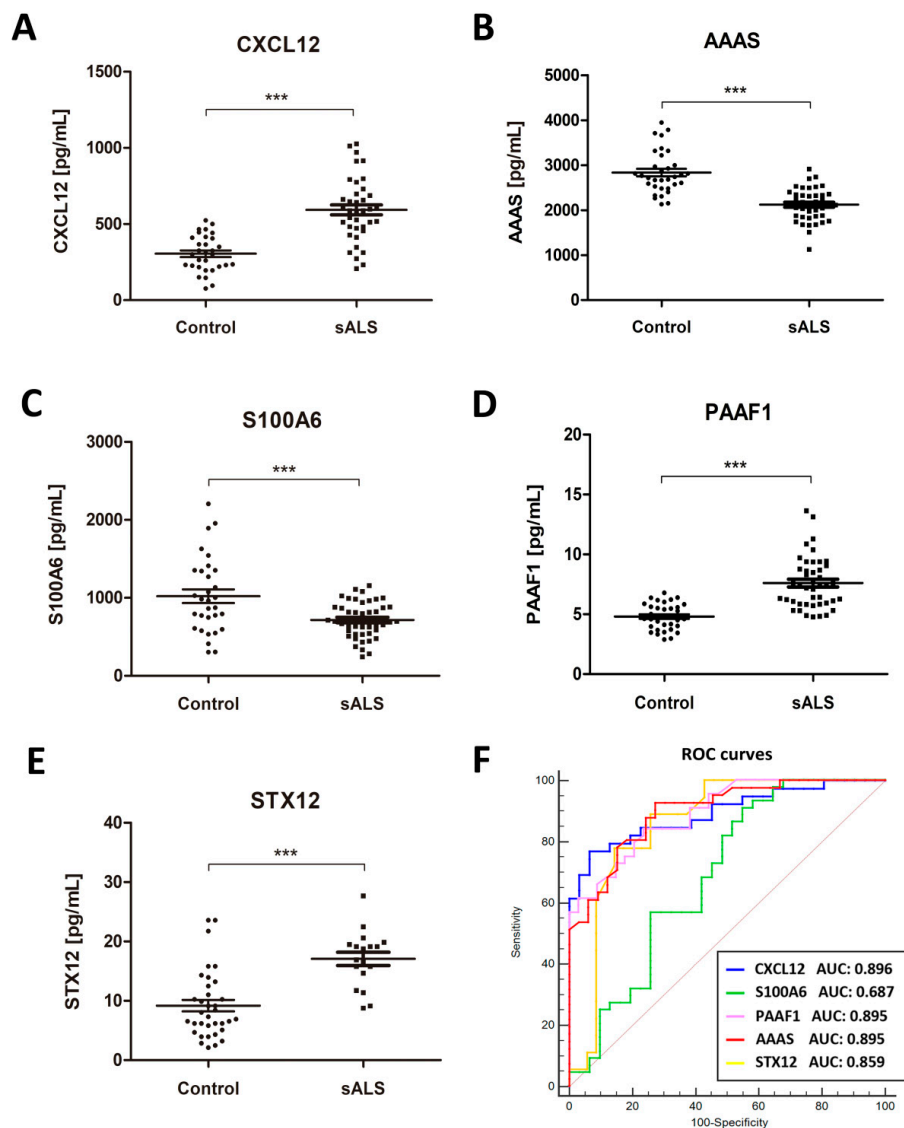 A
CXCL12
CXCL12 [pg/mL]
1500
1000
500
0
***
Control
sALS
B
AAAS
AAAS [pg/mL]
5000
4000
3000
2000
1000
0
***
Control
sALS
C
S100A6
S100A6 [pg/mL]
3000
2000
1000
0
***
Control
sALS
D
PAAF1
PAAF1 [pg/mL]
20
15
10
5
0
***
Control
sALS
E
STX12
STX12 [pg/mL]
40
30
20
10
0
***
Control
sALS
F
ROC curves
Sensitivity
100
80
60
40
20
0
CXCL12 AUC: 0.896
S100A6 AUC: 0.687
PAAF1 AUC: 0.895
AAAS AUC: 0.895
STX12 AUC: 0.859
0 20 40 60 80 100
100-Specificity